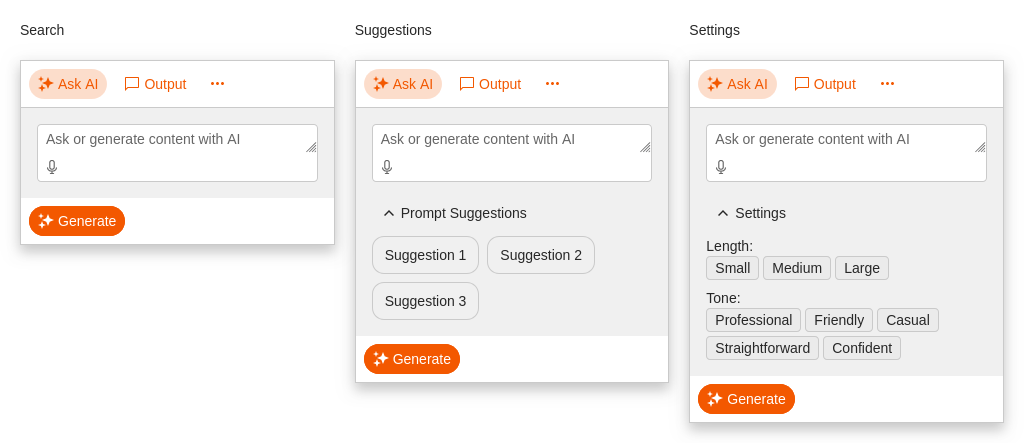 Search
Ask AI Output
Ask or generate content with AI
Generate
Suggestions
Ask AI Output
Ask or generate content with AI
Prompt Suggestions
Suggestion 1 Suggestion 2
Suggestion 3
Generate
Settings
Ask AI Output
Ask or generate content with AI
Settings
Length:
Small Medium Large
Tone:
Professional Friendly Casual
Straightforward Confident
Generate